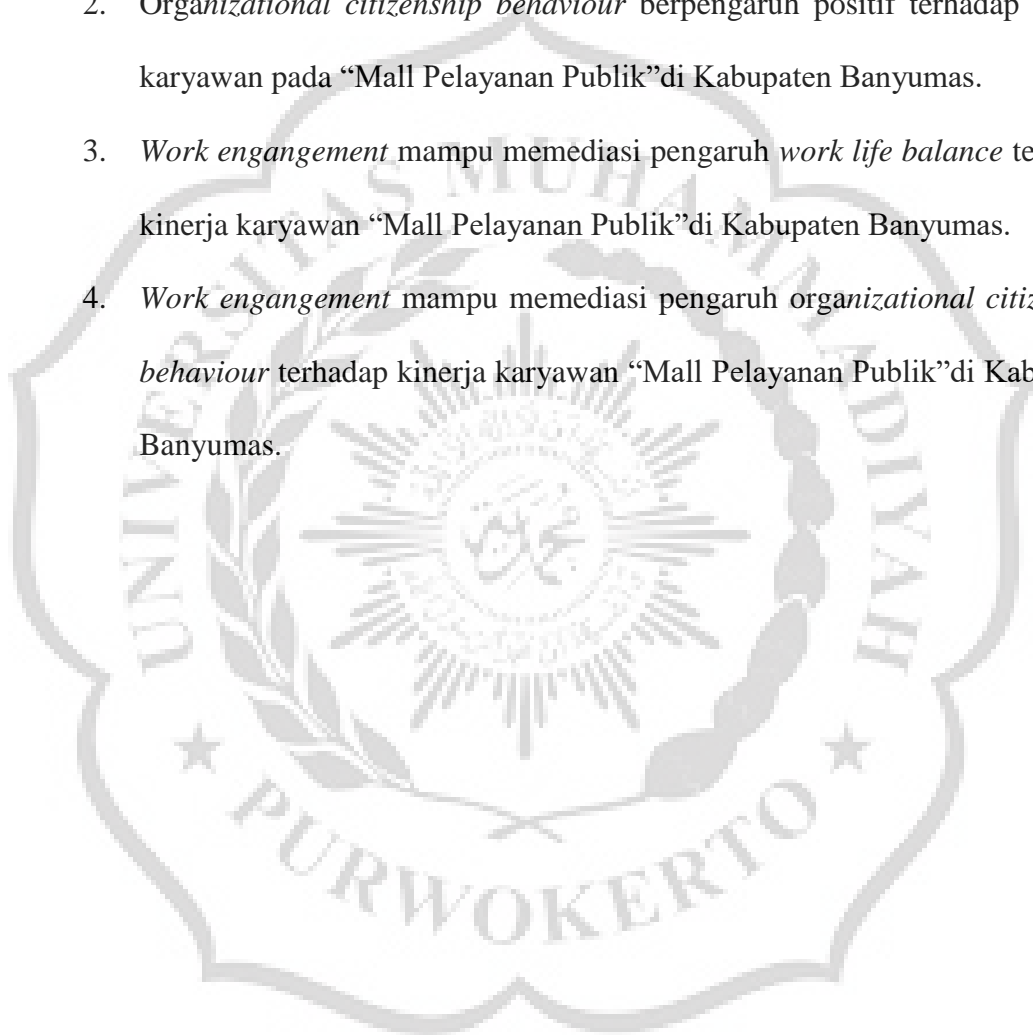 2. Organizational citizenship behaviour berpengaruh positif terhadap
karyawan pada “Mall Pelayanan Publik”di Kabupaten Banyumas.
3. Work engangement mampu memediasi pengaruh work life balance te
kinerja karyawan “Mall Pelayanan Publik”di Kabupaten Banyumas.
4. Work engangement mampu memediasi pengaruh organizational citiz
behaviour terhadap kinerja karyawan “Mall Pelayanan Publik”di Kab
Banyumas.
UNIVERSITAS MUHAMMADIYAH
PURWOKERTO